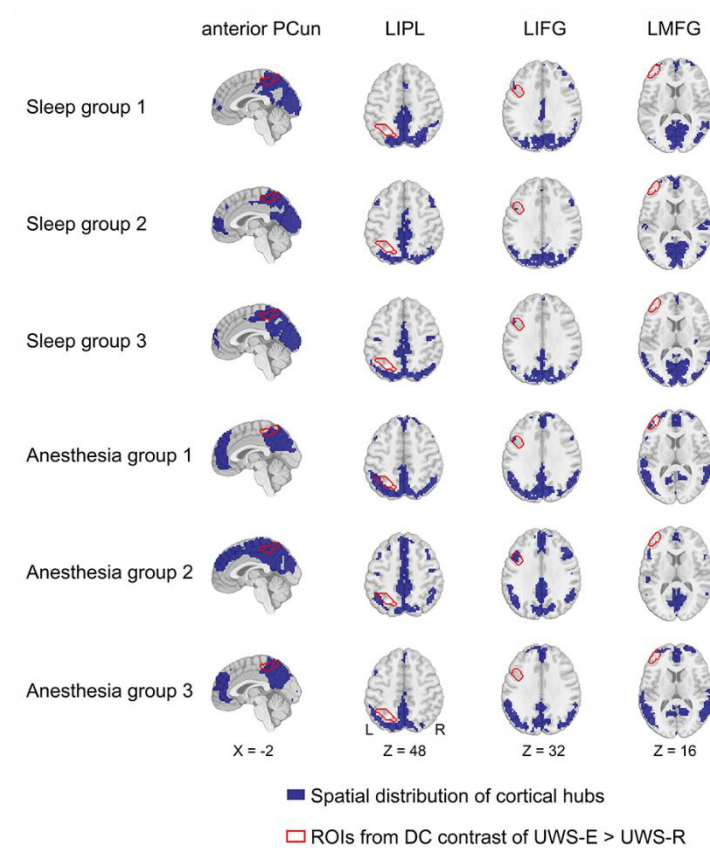 anterior PCun LIPL LIFG LMFG
Sleep group 1
Sleep group 2
Sleep group 3
Anesthesia group 1
Anesthesia group 2
Anesthesia group 3
L R
X = -2 Z = 48 Z = 32 Z = 16
Spatial distribution of cortical hubs
ROIs from DC contrast of UWS-E > UWS-R